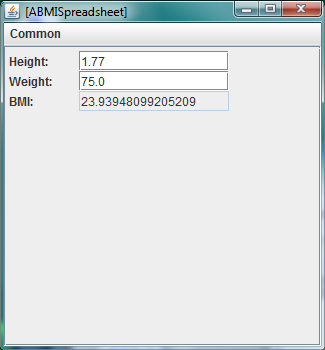 [ABMISpreadsheet]
Common
Height: 1.77
Weight: 75.0
BMI: 23.93948099205209